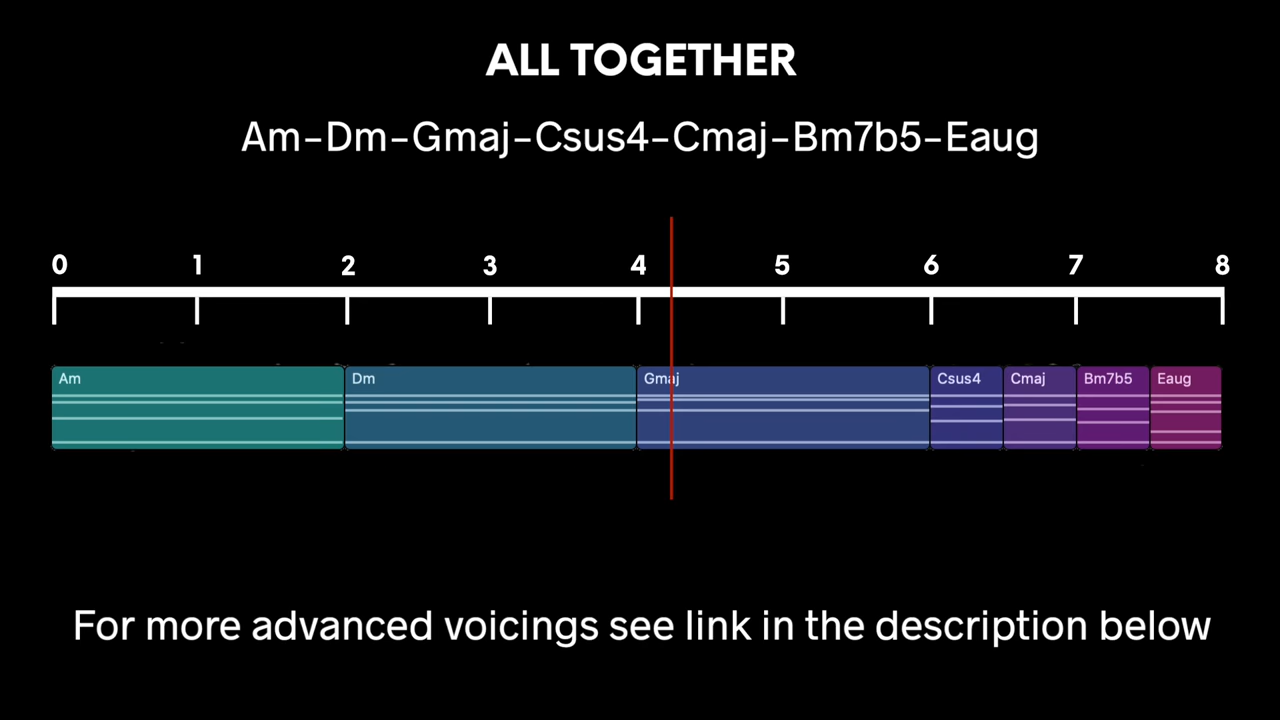 ALL TOGETHER
Am-Dm-Gmaj-Csus4-Cmaj-Bm7b5-Eaug
0 1 2 3 4 5 6 7 8
Am Dm Gmaj Csus4 Cmaj Bm7b5 Eaug
For more advanced voicings see link in the description below